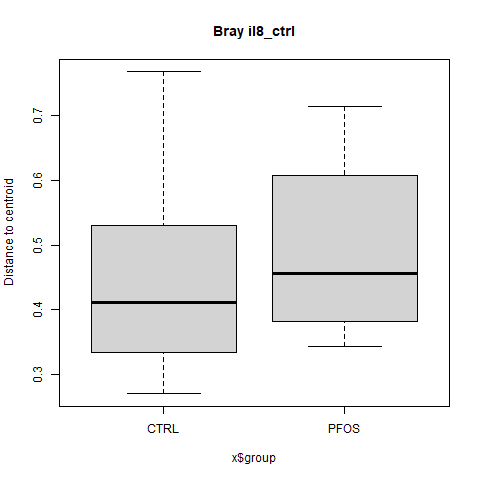 Bray il8_ctrl
Distance to centroid
0.7
0.6
0.5
0.4
0.3
CTRL PFOS
x$group